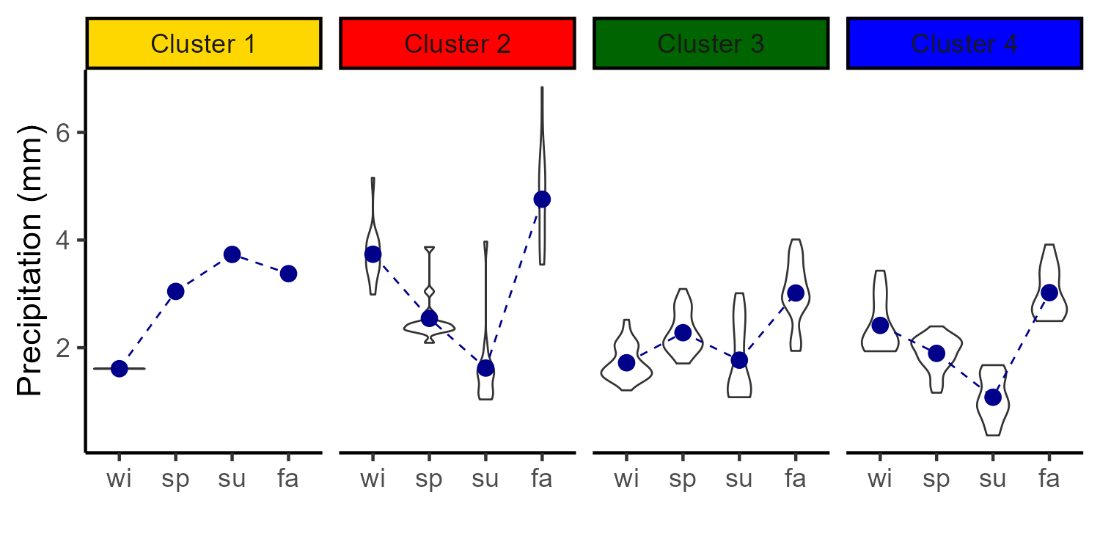 Cluster 1 Cluster 2 Cluster 3 Cluster 4
Precipitation (mm)
6
4
2
wi sp su fa wi sp su fa wi sp su fa wi sp su fa